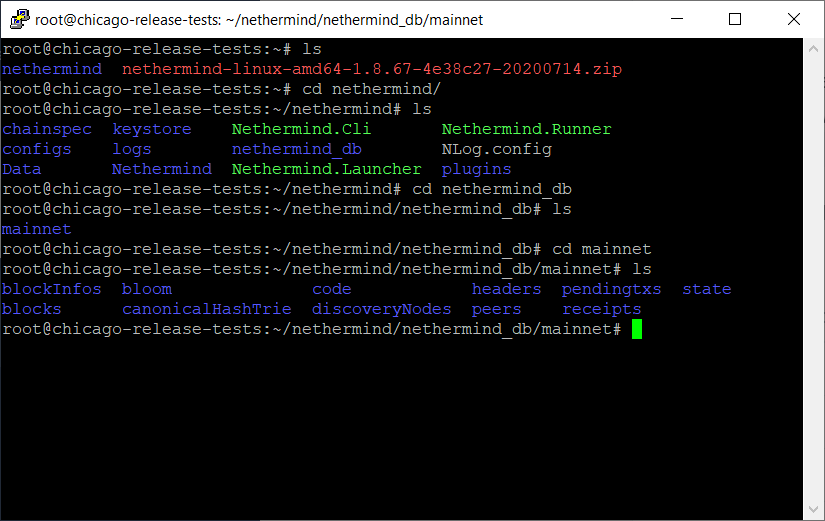 root@chicago-release-tests: ~/nethermind/nethermind_db/mainnet
root@chicago-release-tests:~# ls
nethermind  nethermind-linux-amd64-1.8.67-4e38c27-20200714.zip
root@chicago-release-tests:~# cd nethermind/
root@chicago-release-tests:~/nethermind# ls
chainspec  keystore    Nethermind.Cli       Nethermind.Runner
configs    logs        nethermind_db        NLog.config
Data       Nethermind  Nethermind.Launcher  plugins
root@chicago-release-tests:~/nethermind# cd nethermind_db
root@chicago-release-tests:~/nethermind/nethermind_db# ls
mainnet
root@chicago-release-tests:~/nethermind/nethermind_db# cd mainnet
root@chicago-release-tests:~/nethermind/nethermind_db/mainnet# ls
blockInfos  bloom              code            headers  pendingtxs  state
blocks      canonicalHashTrie  discoveryNodes  peers    receipts
root@chicago-release-tests:~/nethermind/nethermind_db/mainnet#